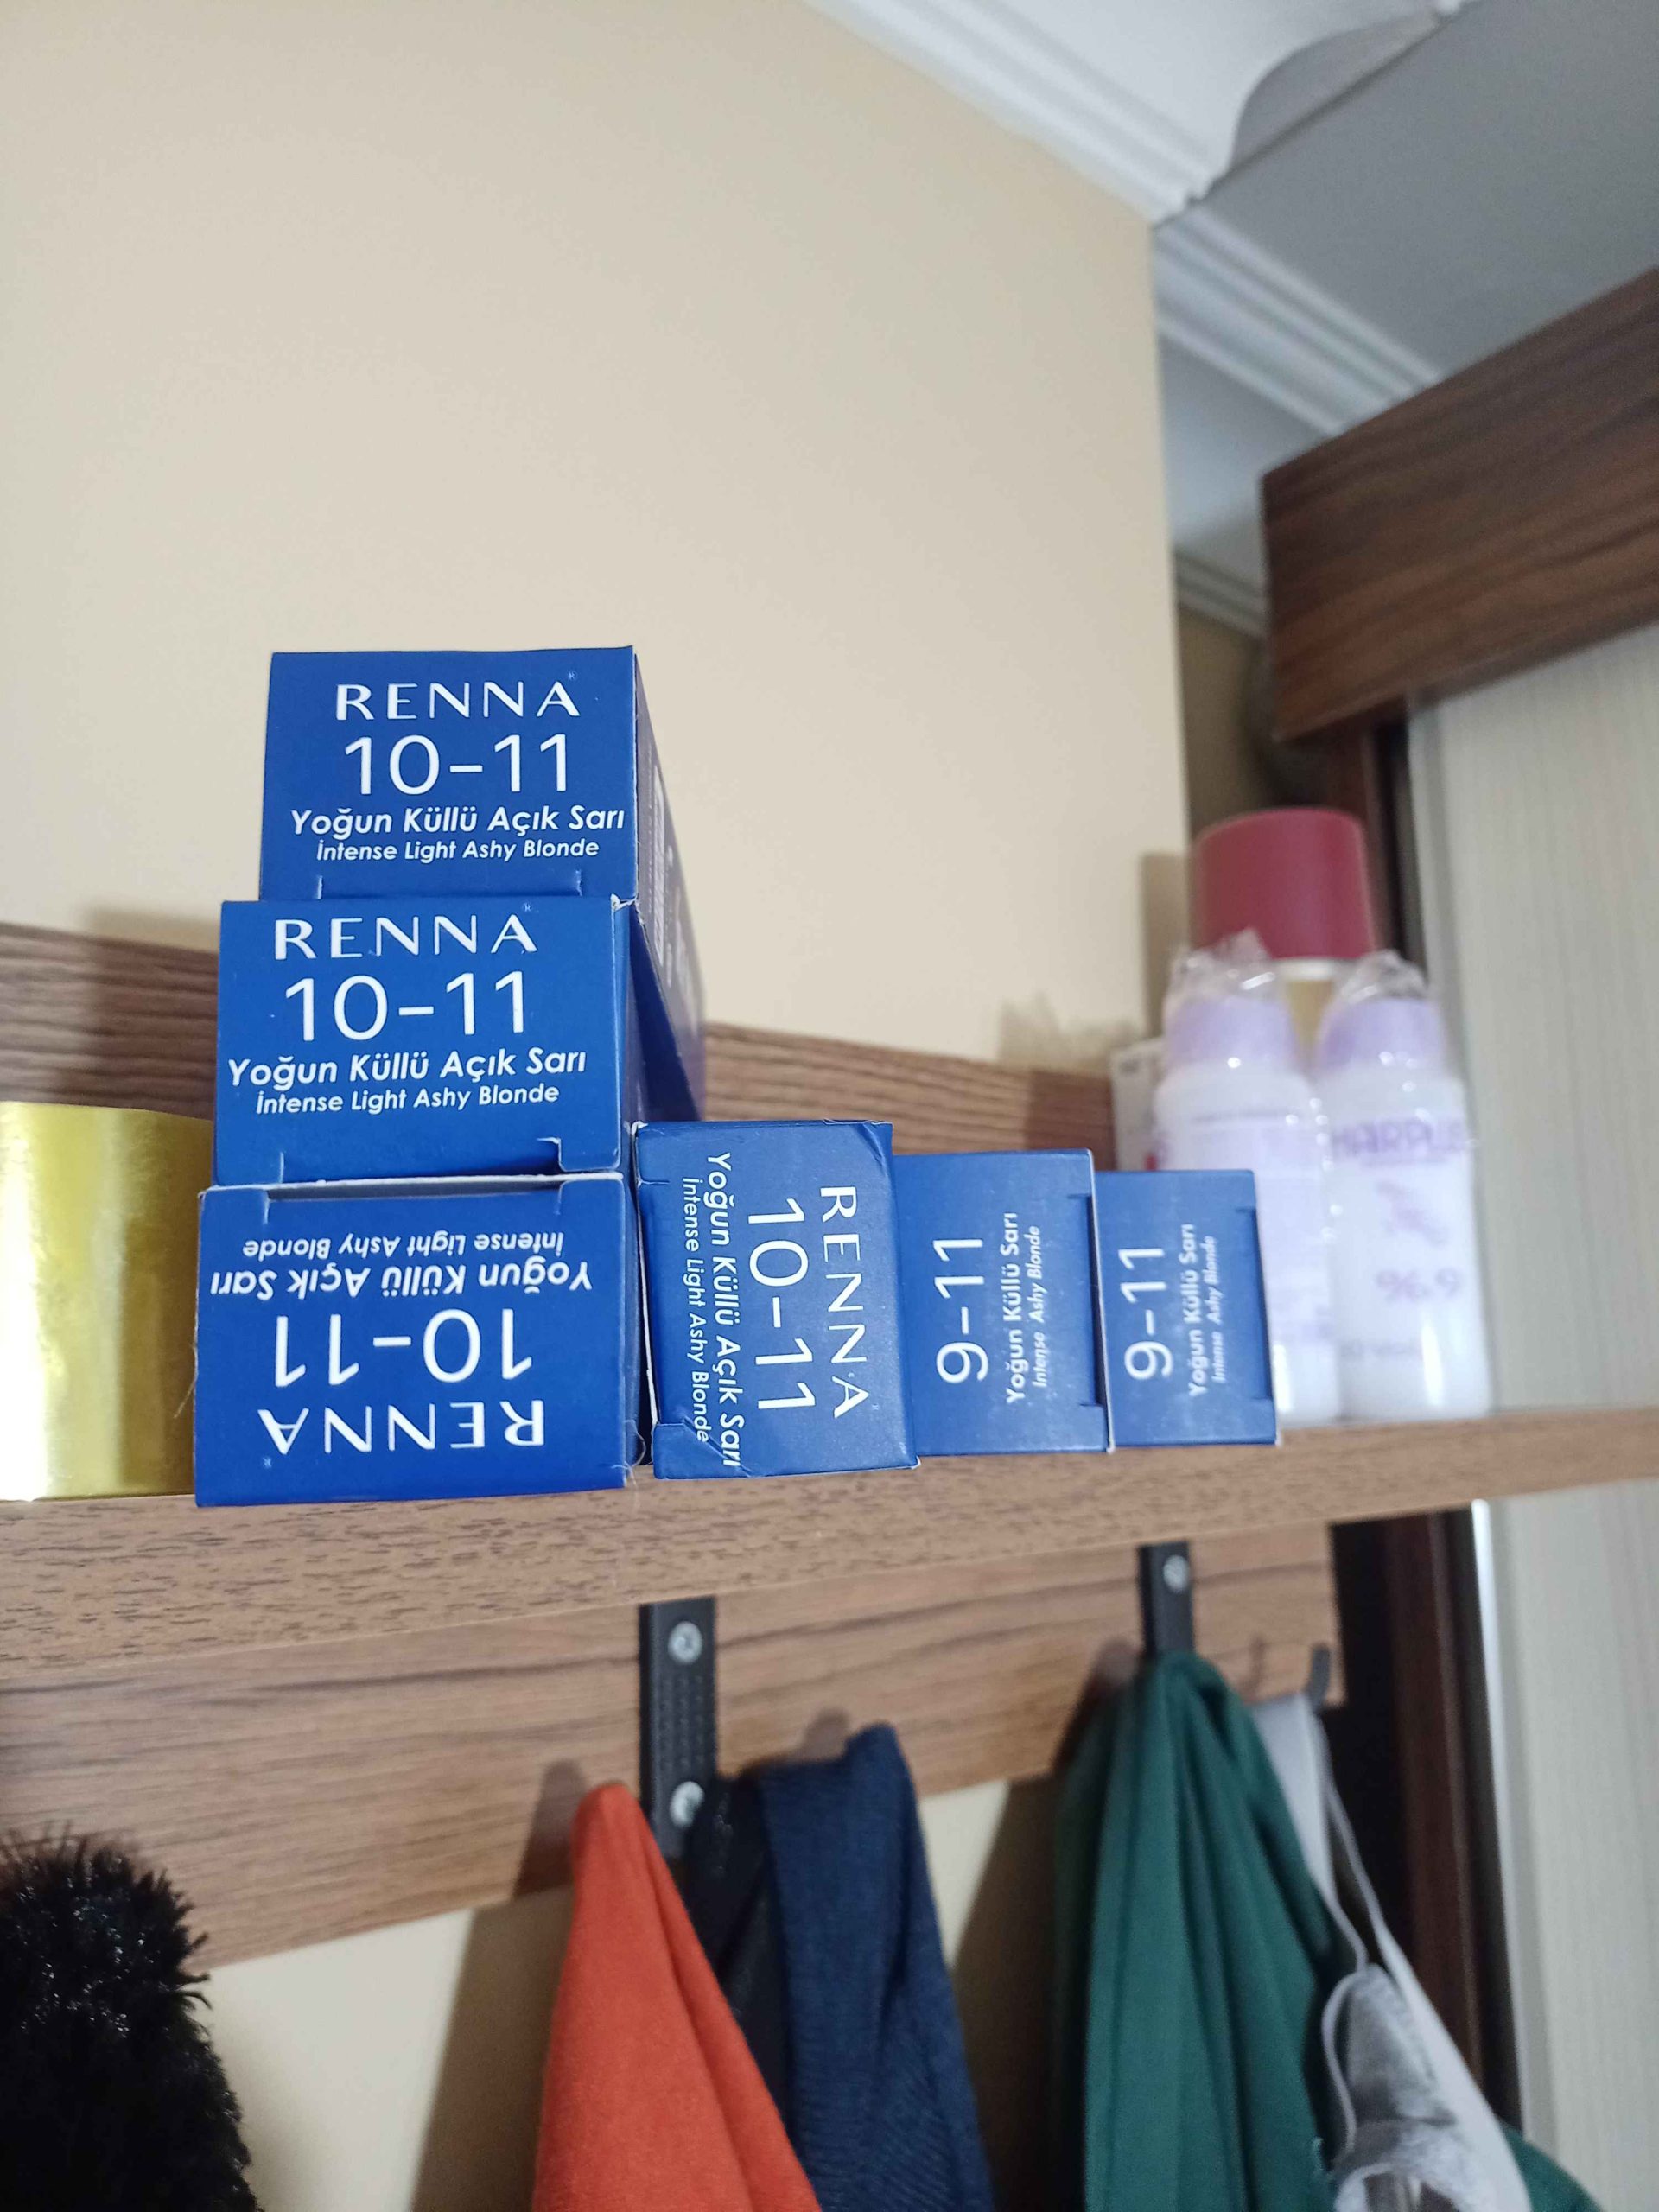 RENNA
10-11
Yoğun Küllü Açık Sarı
İntense Light Ashy Blonde
RENNA
10-11
Yoğun Küllü Açık Sarı
İntense Light Ashy Blonde
RENNA
10-11
Yoğun Küllü Açık Sarı
İntense Light Ashy Blonde
RENNA
10-11
Yoğun Küllü Açık Sarı
İntense Light Ashy Blonde
9-11
Yoğun Küllü Sarı
İntense Ashy Blonde
9-11
Yoğun Küllü Sarı
İntense Ashy Blonde
%9